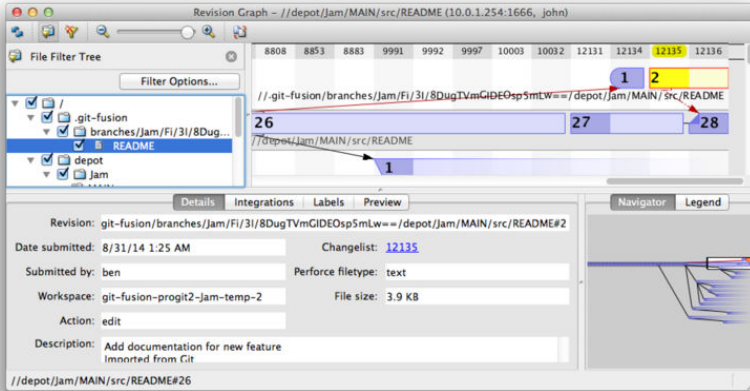 Revision Graph - //depot/Jam/MAIN/src/README (10.0.1.254:1666, john)
File Filter Tree
Filter Options...
/
.git-fusion
branches/Jam/Fi/3I/8Dug...
README
depot
Jam
8808 8853 8883 9991 9992 9997 10003 10032 12131 12134 12135 12136
1 2
//.git-fusion/branches/Jam/Fi/3I/8DugTVmGIDEOsp5mLw==/depot/Jam/MAIN/src/README
26 27 28
//depot/Jam/MAIN/src/README
1
Details Integrations Labels Preview
Revision: git-fusion/branches/Jam/Fi/3I/8DugTVmGIDEOsp5mLw==/depot/Jam/MAIN/src/README#2
Date submitted: 8/31/14 1:25 AM Changelist: 12135
Submitted by: ben Perforce filetype: text
Workspace: git-fusion-progit2-Jam-temp-2 File size: 3.9 KB
Action: edit
Description: Add documentation for new feature
Imported from Git
Navigator Legend
//depot/Jam/MAIN/src/README#26